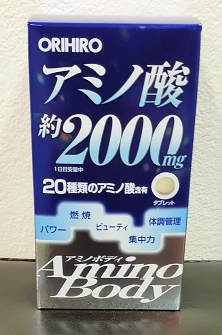 ORIHIRO
アミノ酸
約2000mg
1日目安量中
20種類のアミノ酸含有
タブレット
燃焼
体調管理
パワー
ビューティ
集中力
アミノボディ
Amino
Body